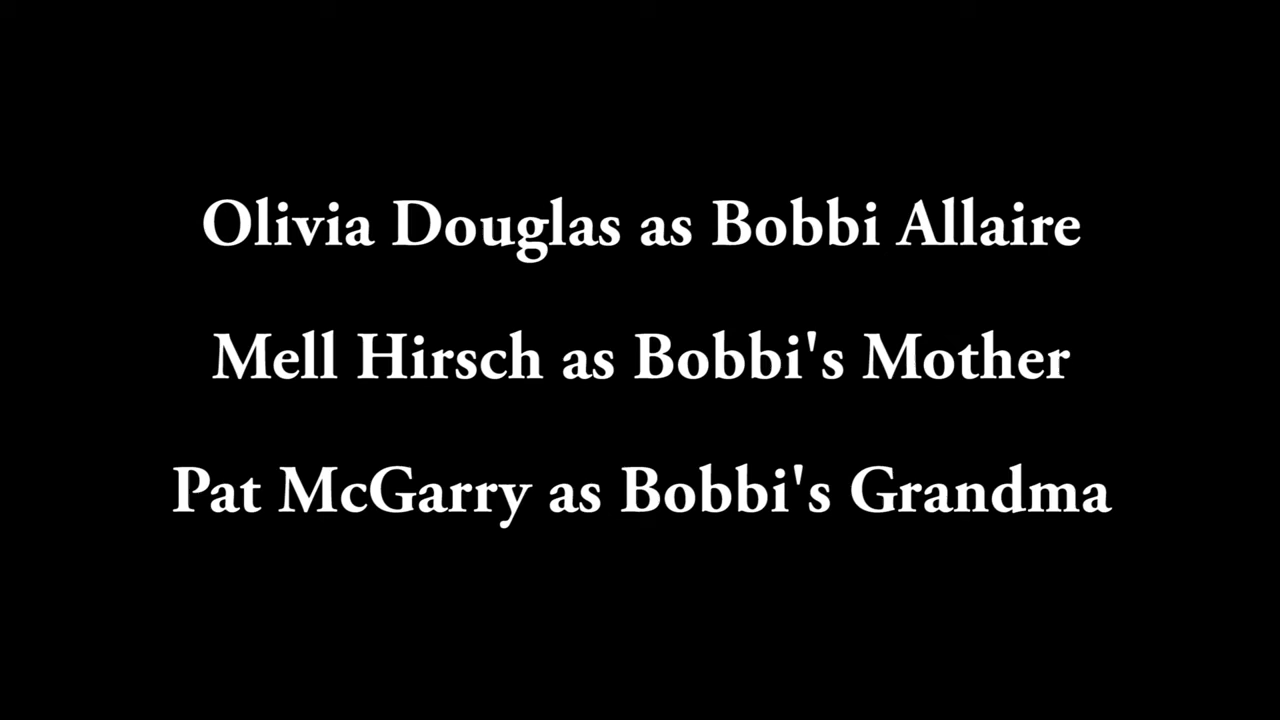 Olivia Douglas as Bobbi Allaire
Mell Hirsch as Bobbi's Mother
Pat McGarry as Bobbi's Grandma